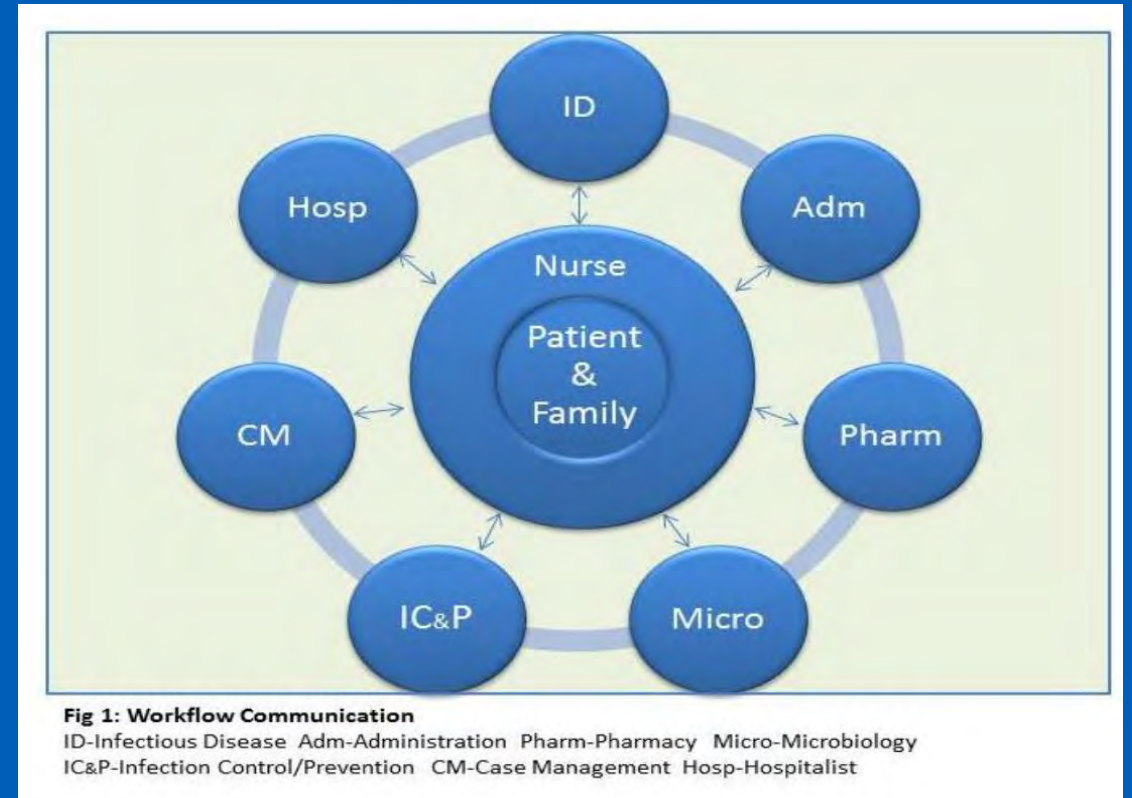 ID
Hosp
Adm
Nurse
Patient
&
Family
CM
Pharm
IC&P
Micro
Fig 1: Workflow Communication
ID-Infectious Disease Adm-Administration Pharm-Pharmacy Micro-Microbiology
IC&P-Infection Control/Prevention CM-Case Management Hosp-Hospitalist